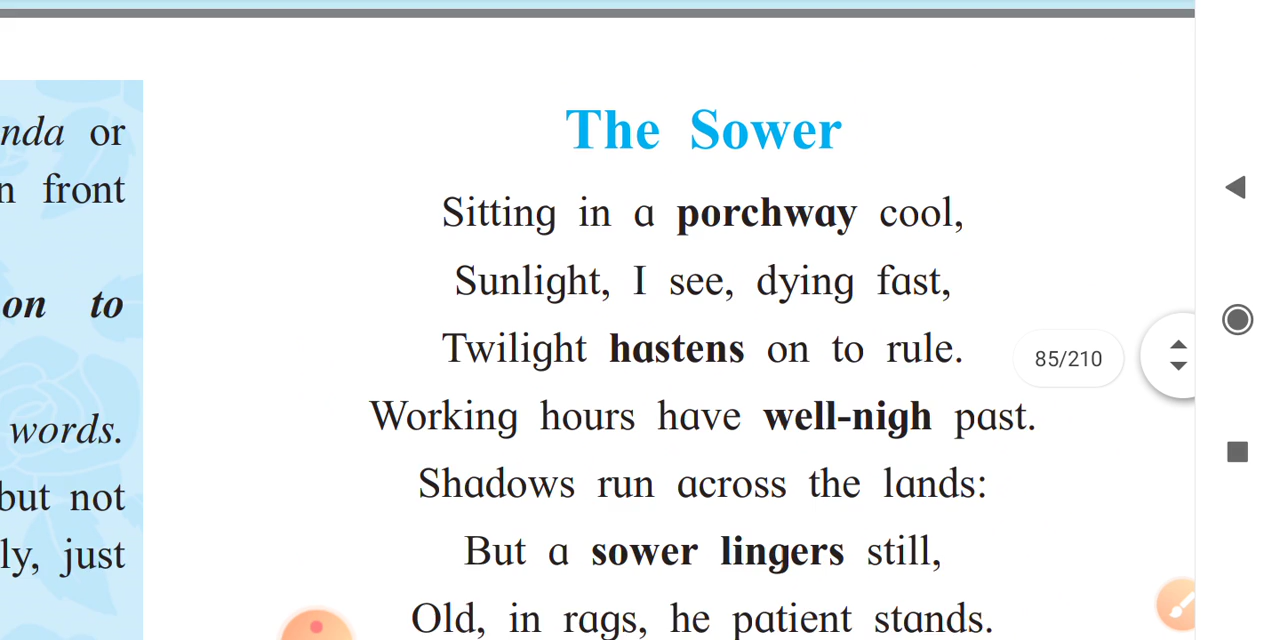 The Sower
nda or
n front
on to
words.
but not
ly, just
Sitting in a porchway cool,
Sunlight, I see, dying fast,
Twilight hastens on to rule.
Working hours have well-nigh past.
Shadows run across the lands:
But a sower lingers still,
Old, in rags, he patient stands.
85/210